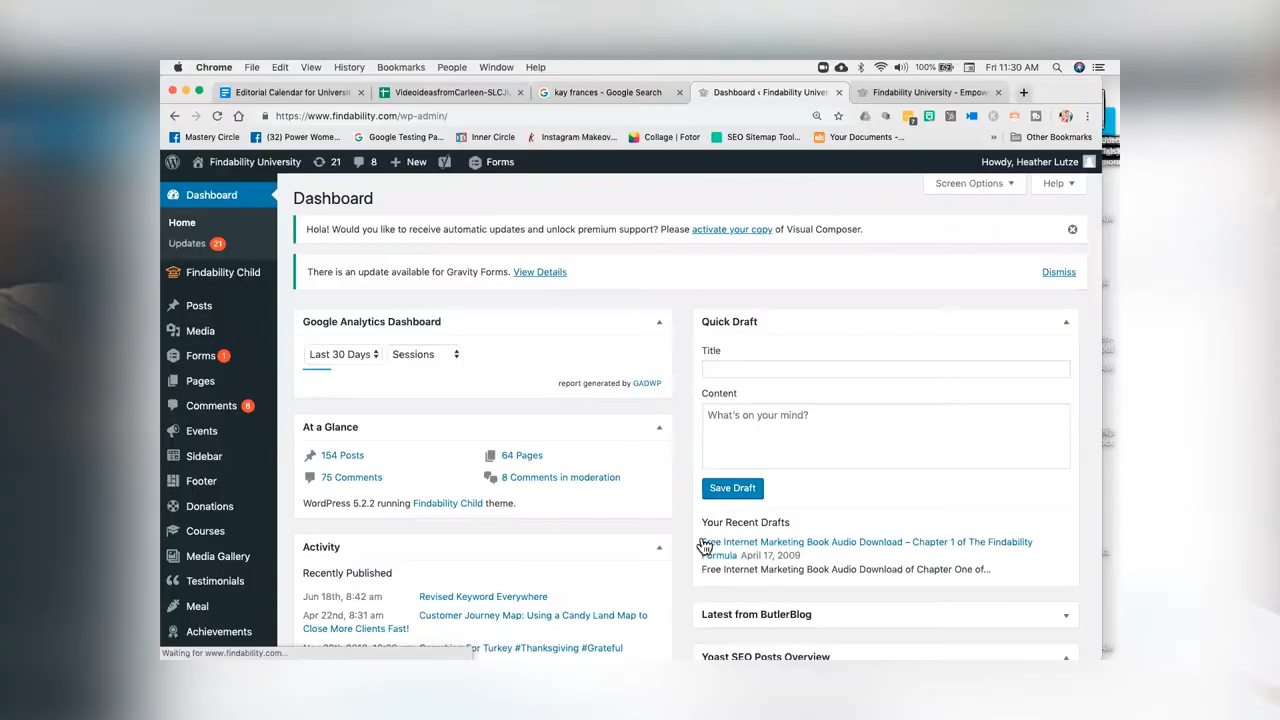 Chrome File Edit View History Bookmarks People Window Help 100% Fri 11:30 AM
Editorial Calendar for Universi
VideoideasfromCarleen-SLCJU
kay frances - Google Search
Dashboard ‹ Findability Univer
Findability University - Empow
https://www.findability.com/wp-admin/
Mastery Circle (32) Power Wome... Google Testing Pa... Inner Circle Instagram Makeov... Collage | Fotor SEO Sitemap Tool... Your Documents -... » Other Bookmarks
Findability University 21 8 + New Forms Howdy, Heather Lutze
Screen Options ▼ Help ▼
Dashboard
Home
Updates 21
Findability Child
Posts
Media
Forms 1
Pages
Comments 8
Events
Sidebar
Footer
Donations
Courses
Media Gallery
Testimonials
Meal
Achievements
Waiting for www.findability.com...
Dashboard
Hola! Would you like to receive automatic updates and unlock premium support? Please activate your copy of Visual Composer.
There is an update available for Gravity Forms. View Details Dismiss
Google Analytics Dashboard
Last 30 Days Sessions
report generated by GADWP
At a Glance
154 Posts 64 Pages
75 Comments 8 Comments in moderation
WordPress 5.2.2 running Findability Child theme.
Activity
Recently Published
Jun 18th, 8:42 am Revised Keyword Everywhere
Apr 22nd, 8:31 am Customer Journey Map: Using a Candy Land Map to
Close More Clients Fast!
For Turkey #Thanksgiving #Grateful
Quick Draft
Title
Content
What's on your mind?
Save Draft
Your Recent Drafts
Free Internet Marketing Book Audio Download – Chapter 1 of The Findability
Formula April 17, 2009
Free Internet Marketing Book Audio Download of Chapter One of...
Latest from ButlerBlog
Yoast SEO Posts Overview